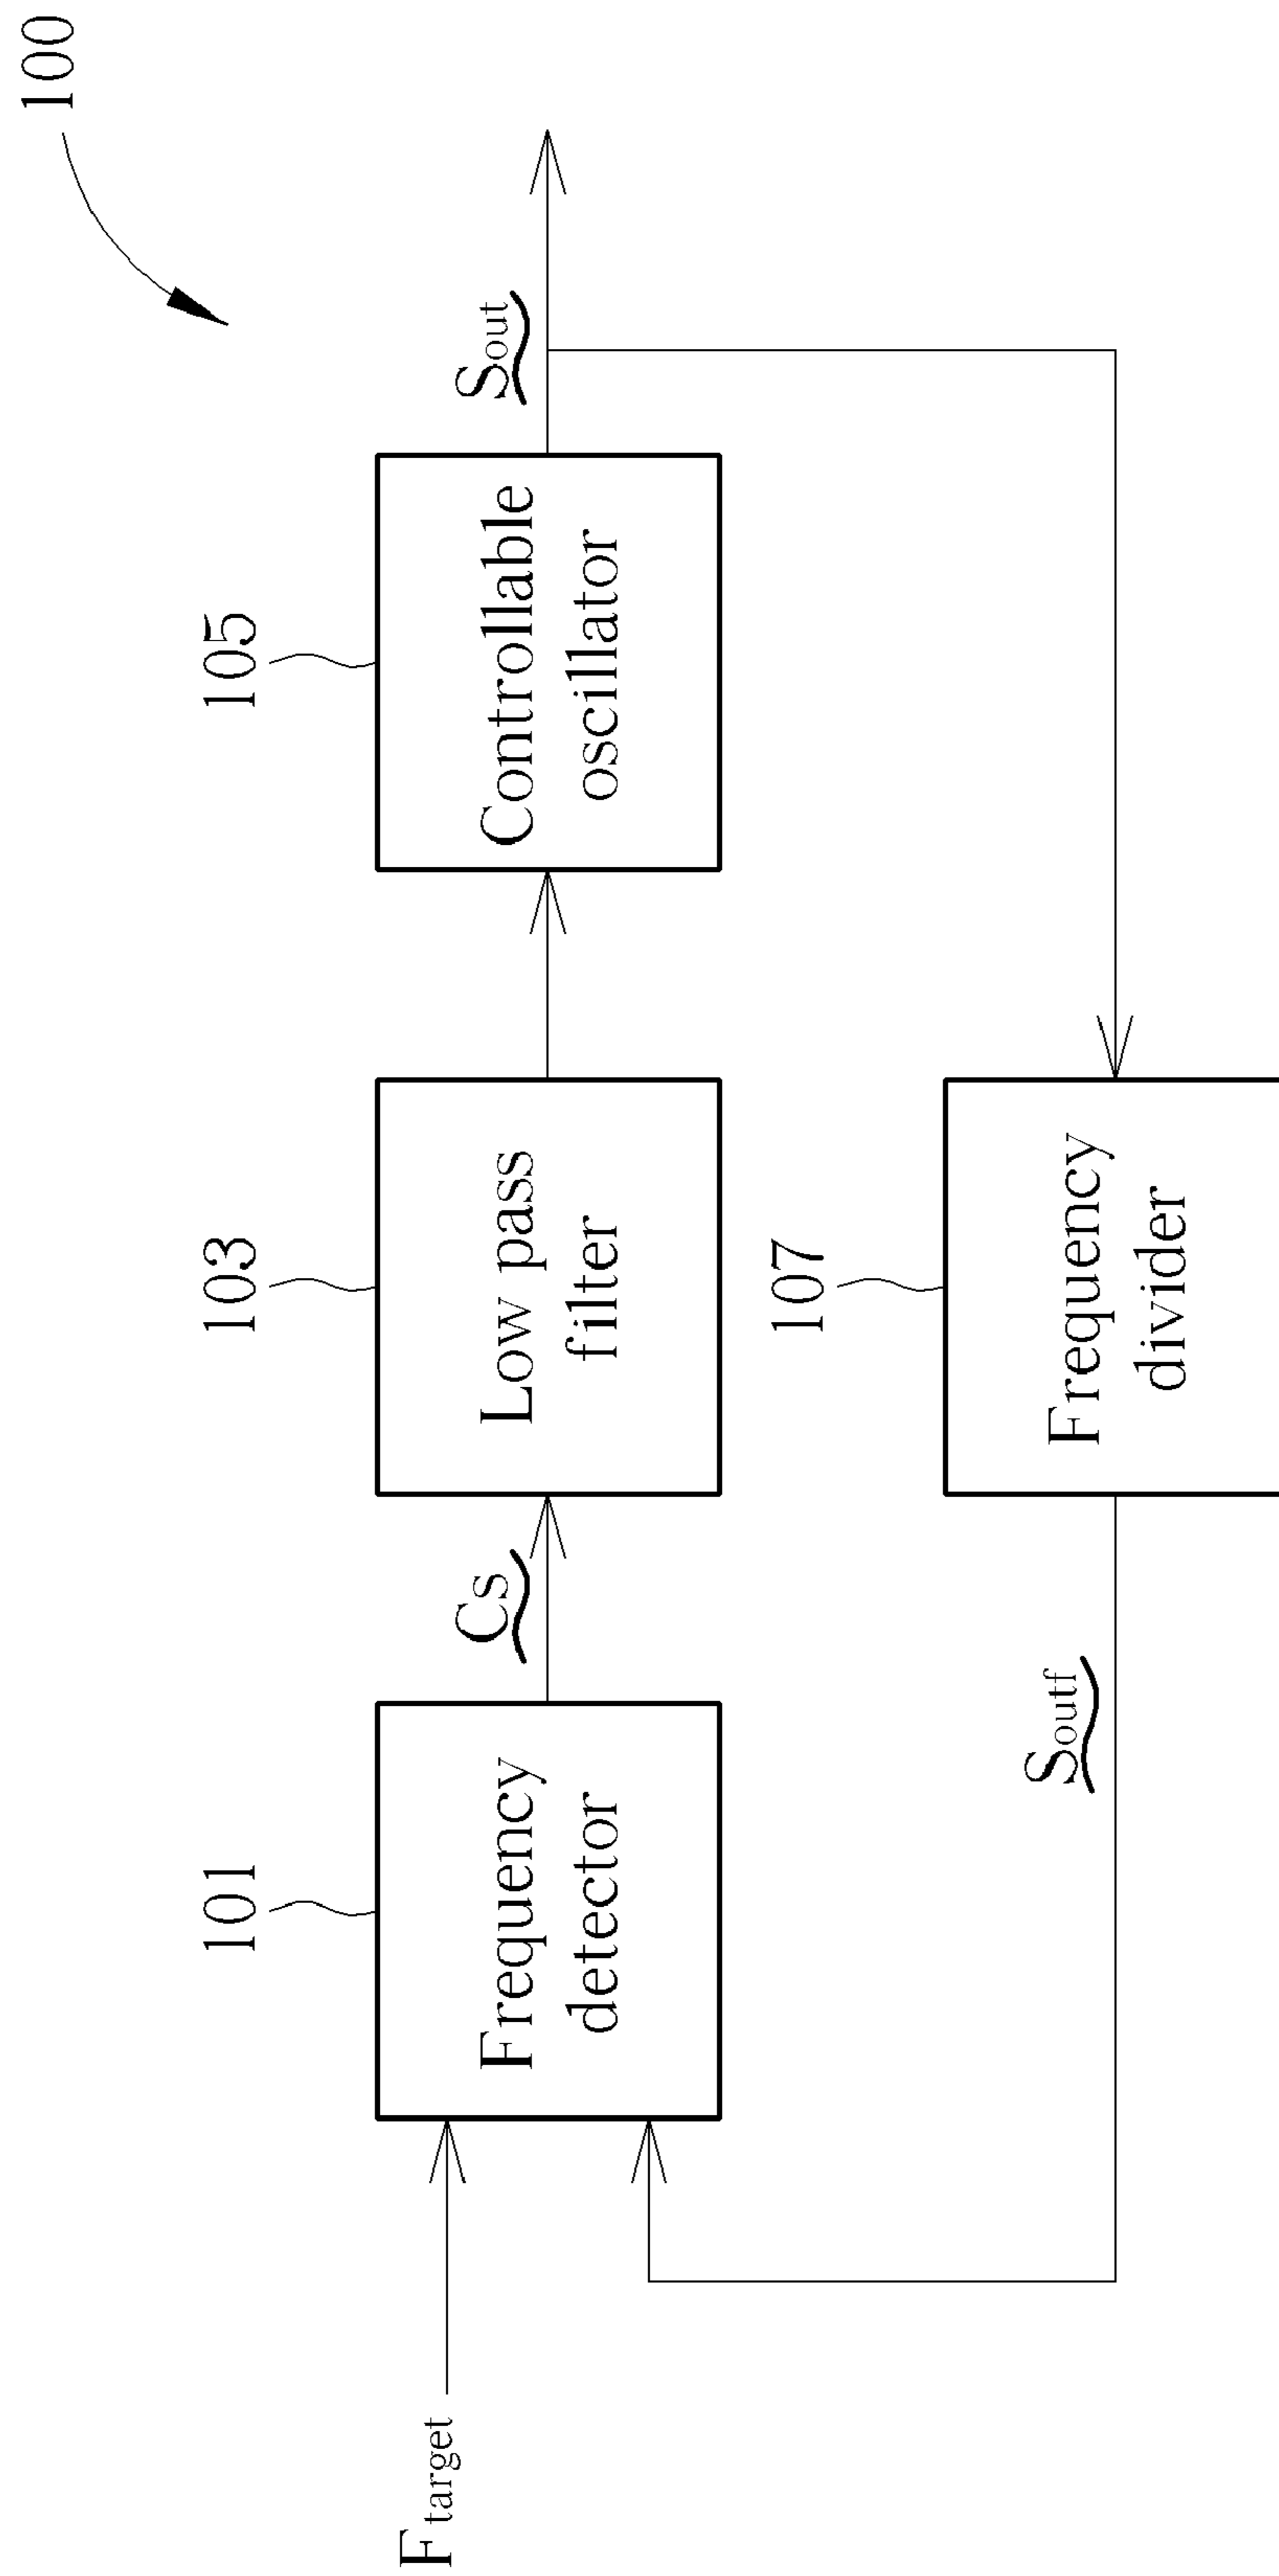 100
101
103
105
Ftarget
Frequency
detector
Cs
Low pass
filter
Controllable
oscillator
Sout
107
Soutf
Frequency
divider